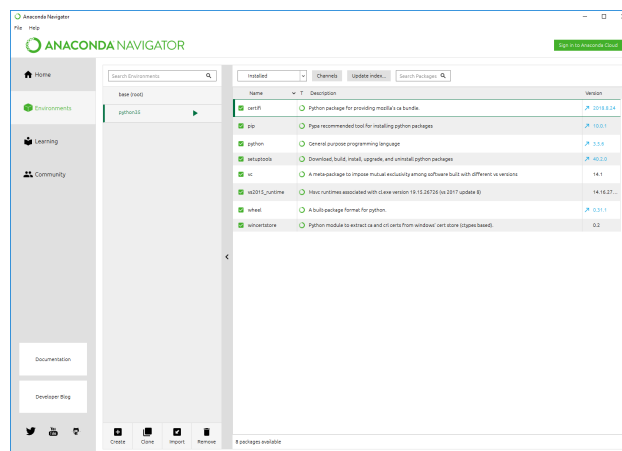 Anaconda Navigator
File Help
ANACONDA NAVIGATOR
Sign in to Anaconda Cloud
Home
Environments
Learning
Community
Documentation
Developer Blog
You Tube
Search Environments
base (root)
python35
Create Clone Import Remove
Installed Channels Update index... Search Packages
Name T Description Version
certifi Python package for providing mozilla's ca bundle. 2018.8.24
pip Pypa recommended tool for installing python packages 10.0.1
python General purpose programming language 3.5.6
setuptools Download, build, install, upgrade, and uninstall python packages 40.2.0
vc A meta-package to impose mutual exclusivity among software built with different vs versions 14.1
vs2015_runtime Msvc runtimes associated with cl.exe version 19.15.26726 (vs 2017 update 8) 14.16.27...
wheel A built-package format for python. 0.31.1
wincertstore Python module to extract ca and crl certs from windows' cert store (ctypes based). 0.2
8 packages available